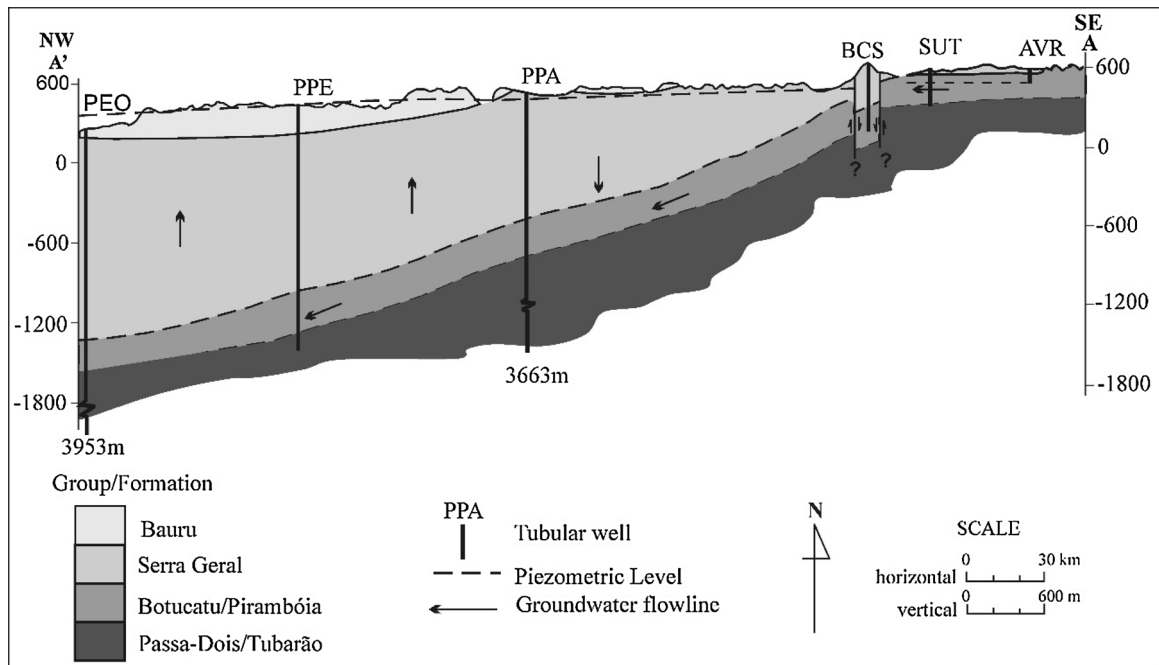 NW
A'
SE
A
PEO
PPE
PPA
BCS
SUT
AVR
600
0
-600
-1200
-1800
600
0
-600
-1200
-1800
?
?
3663m
3953m
Group/Formation
Bauru
Serra Geral
Botucatu/Pirambóia
Passa-Dois/Tubarão
PPA
Tubular well
Piezometric Level
Groundwater flowline
N
SCALE
0 30 km
horizontal
vertical
0 600 m